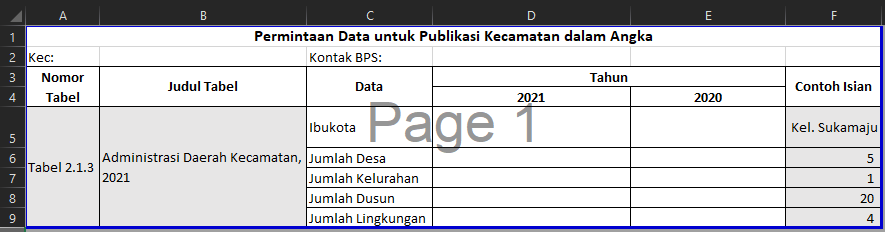 A B C D E F
1 Permintaan Data untuk Publikasi Kecamatan dalam Angka
2 Kec: Kontak BPS:
3 Nomor Tabel Judul Tabel Data Tahun Contoh Isian
4 2021 2020
5 Ibukota Kel. Sukamaju
Page 1
Tabel 2.1.3 Administrasi Daerah Kecamatan, 2021
6 Jumlah Desa 5
7 Jumlah Kelurahan 1
8 Jumlah Dusun 20
9 Jumlah Lingkungan 4